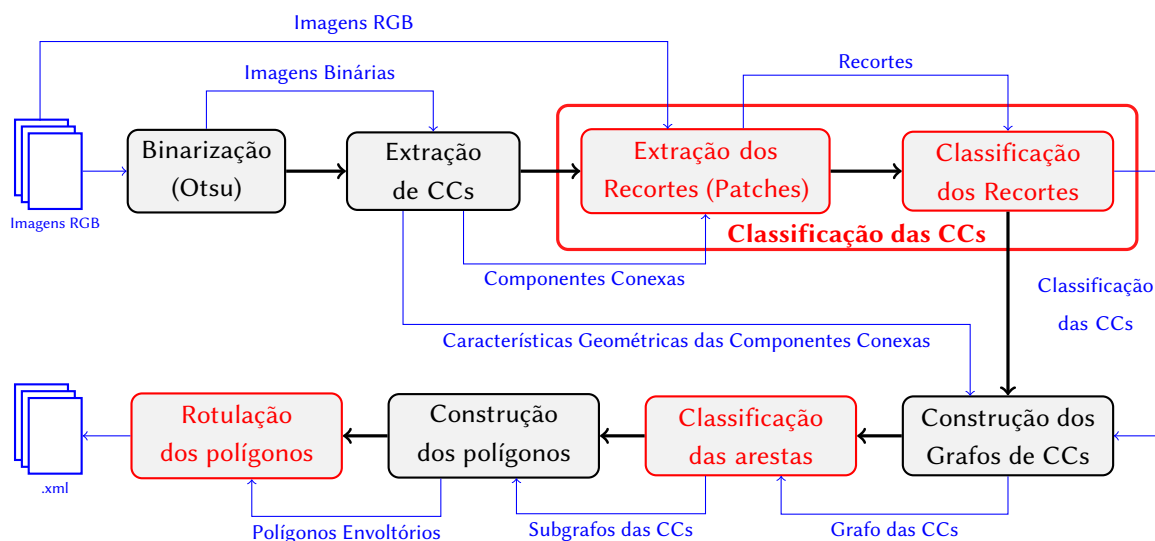 Imagens RGB
Imagens Binárias
Recortes
Binarização
(Otsu)
Extração
de CCs
Extração dos
Recortes (Patches)
Classificação
dos Recortes
Imagens RGB
Classificação das CCs
Componentes Conexas
Classificação
das CCs
Características Geométricas das Componentes Conexas
Rotulação
dos polígonos
Construção
dos polígonos
Classificação
das arestas
Construção dos
Grafos de CCs
.xml
Polígonos Envoltórios
Subgrafos das CCs
Grafo das CCs